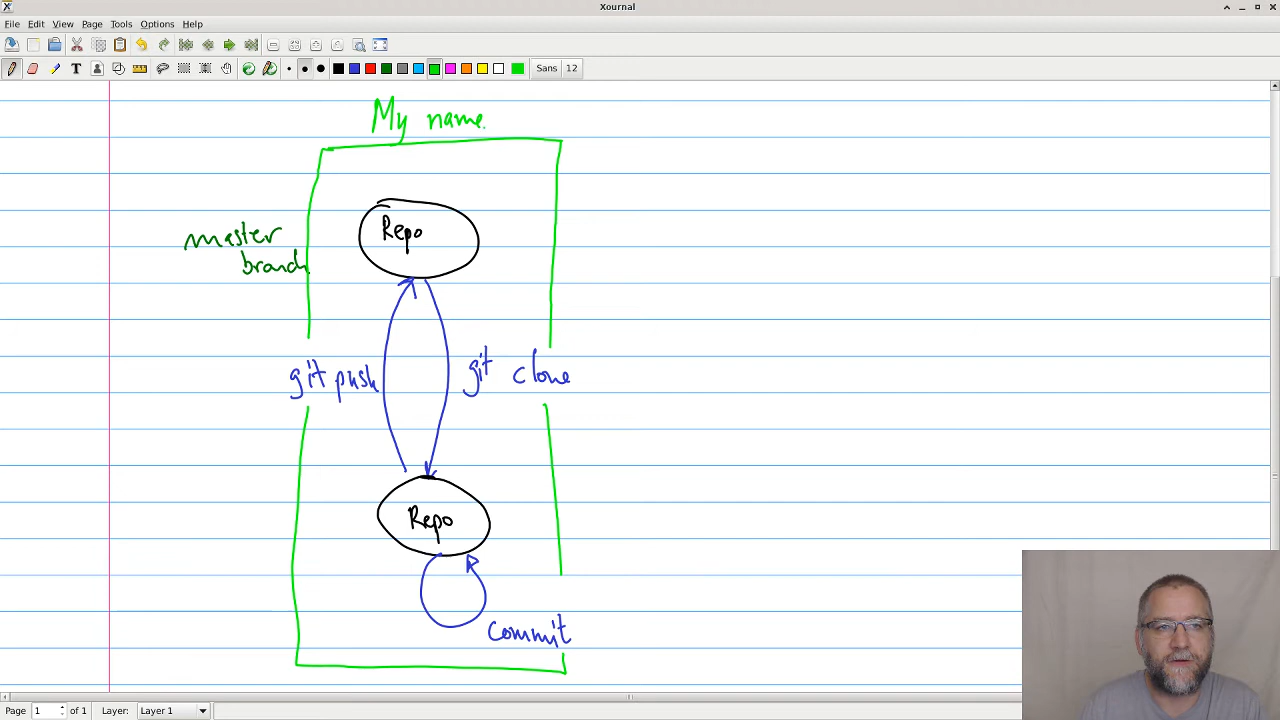 Xournal
File Edit View Page Tools Options Help
T
Sans 12
My name.
Repo
master
branch
git push
git clone
Repo
commit
Page 1 of 1 Layer: Layer 1